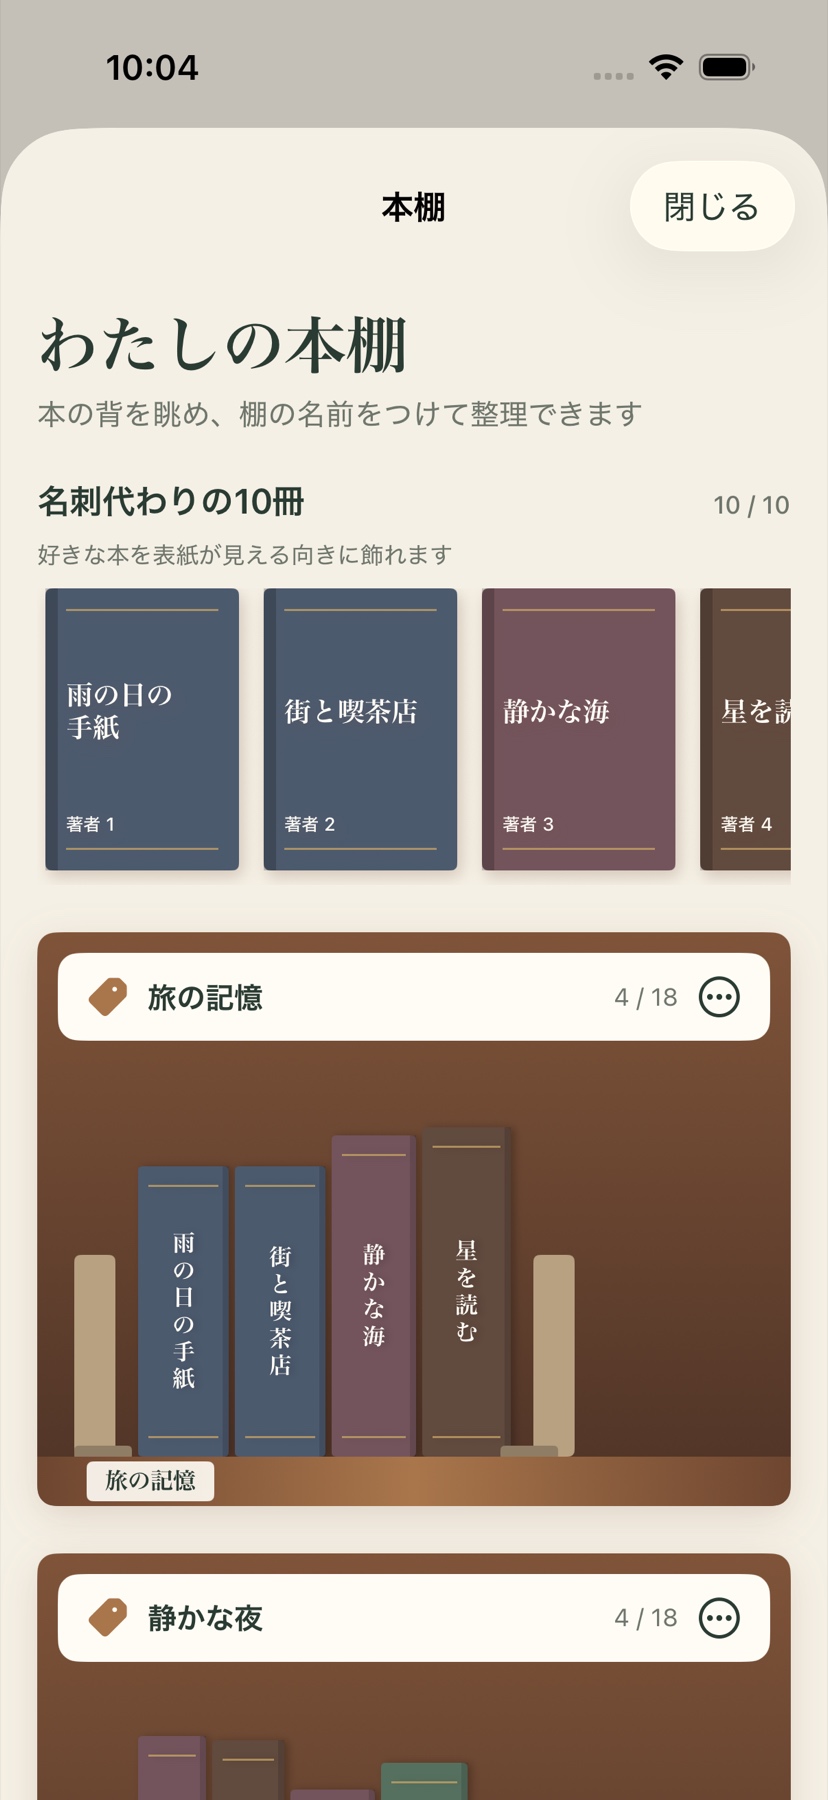 10:04
本棚
閉じる
わたしの本棚
本の背を眺め、棚の名前をつけて整理できます
名刺代わりの10冊
10 / 10
好きな本を表紙が見える向きに飾れます
雨の日の
手紙
著者 1
街と喫茶店
著者 2
静かな海
著者 3
星を読
著者 4
旅の記憶
4 / 18
雨の日の手紙
街と喫茶店
静かな海
星を読む
旅の記憶
静かな夜
4 / 18